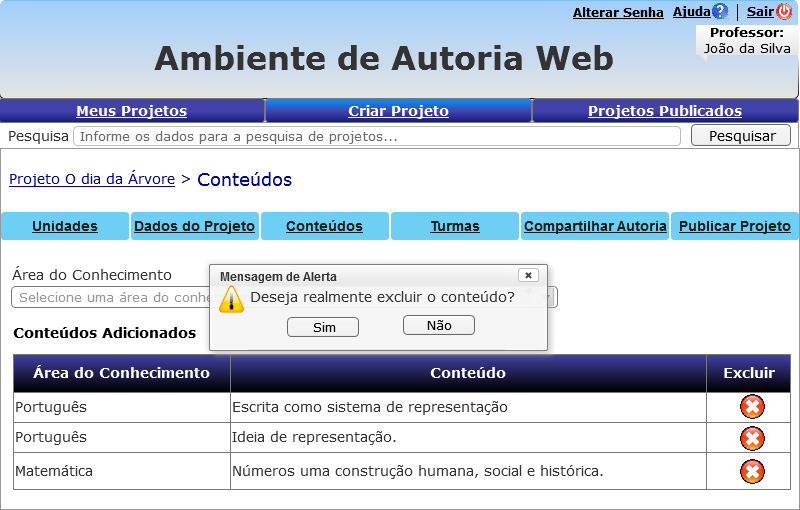 Alterar Senha Ajuda Sair
Professor:
João da Silva
Ambiente de Autoria Web
Meus Projetos Criar Projeto Projetos Publicados
Pesquisa Informe os dados para a pesquisa de projetos... Pesquisar
Projeto O dia da Árvore > Conteúdos
Unidades Dados do Projeto Conteúdos Turmas Compartilhar Autoria Publicar Projeto
Área do Conhecimento
Selecione uma área do
Mensagem de Alerta
Deseja realmente excluir o conteúdo?
Sim Não
Conteúdos Adicionados
Área do Conhecimento Conteúdo Excluir
Português Escrita como sistema de representação
Português Ideia de representação.
Matemática Números uma construção humana, social e histórica.